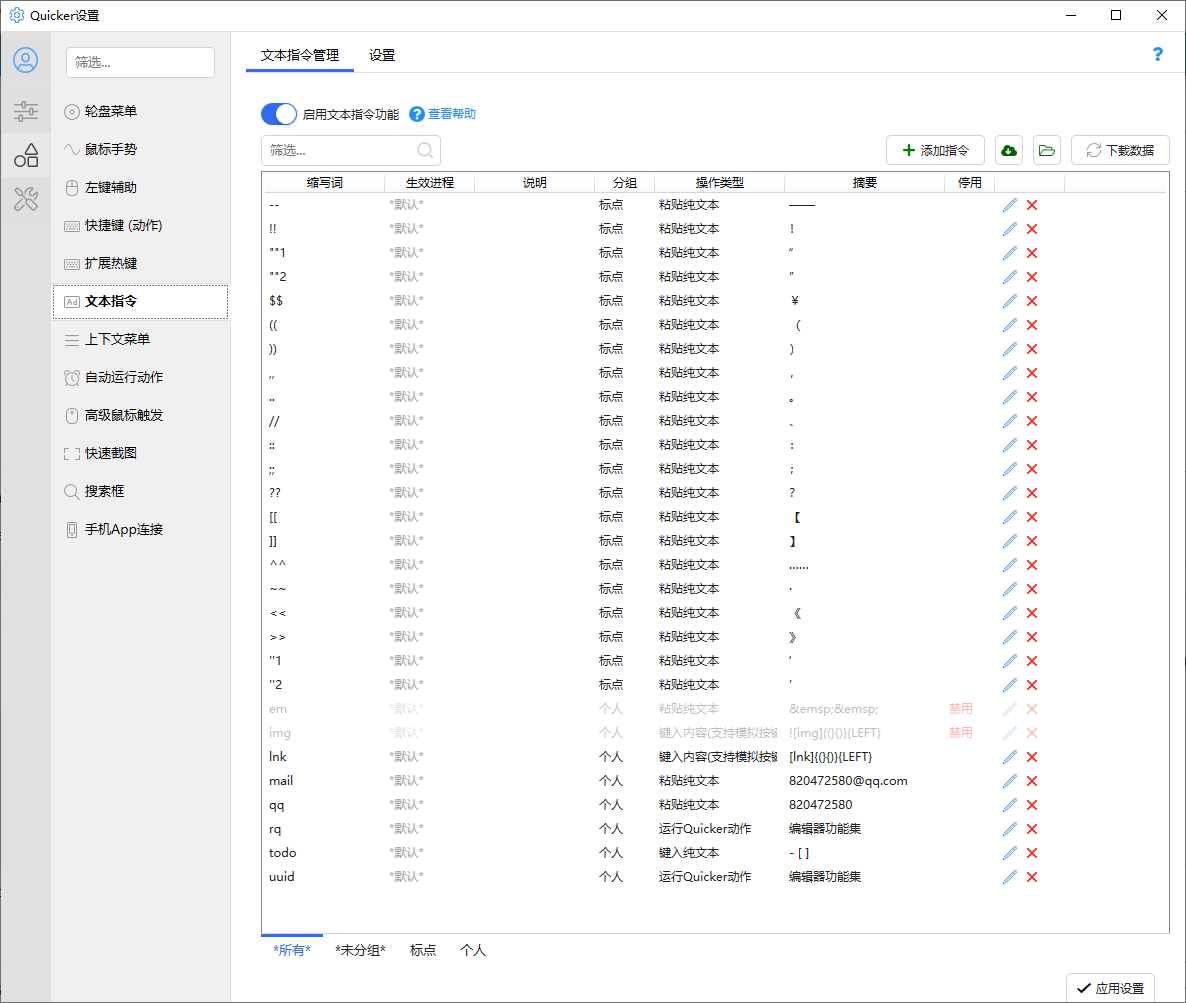 Quicker设置
筛选...
轮盘菜单
鼠标手势
左键辅助
快捷键 (动作)
扩展热键
Ad 文本指令
上下文菜单
自动运行动作
高级鼠标触发
快速截图
搜索框
手机App连接
文本指令管理 设置 ?
启用文本指令功能 ? 查看帮助
筛选... 添加指令 下载数据
缩写词 生效进程 说明 分组 操作类型 摘要 停用
-- *默认* 标点 粘贴纯文本 ——
!! *默认* 标点 粘贴纯文本 ！
""1 *默认* 标点 粘贴纯文本 “
""2 *默认* 标点 粘贴纯文本 ”
$$ *默认* 标点 粘贴纯文本 ￥
(( *默认* 标点 粘贴纯文本 （
)) *默认* 标点 粘贴纯文本 ）
,, *默认* 标点 粘贴纯文本 ，
.. *默认* 标点 粘贴纯文本 。
// *默认* 标点 粘贴纯文本 、
:: *默认* 标点 粘贴纯文本 ：
;; *默认* 标点 粘贴纯文本 ；
?? *默认* 标点 粘贴纯文本 ？
[[ *默认* 标点 粘贴纯文本 【
]] *默认* 标点 粘贴纯文本 】
^^ *默认* 标点 粘贴纯文本 ……
~~ *默认* 标点 粘贴纯文本 ·
<< *默认* 标点 粘贴纯文本 《
>> *默认* 标点 粘贴纯文本 》
''1 *默认* 标点 粘贴纯文本 ‘
''2 *默认* 标点 粘贴纯文本 ’
em *默认* 个人 粘贴纯文本 &emsp;&emsp; 禁用
img *默认* 个人 键入内容(支持模拟按键 ![img]{(}{)}{LEFT} 禁用
lnk *默认* 个人 键入内容(支持模拟按键 [lnk]{(}{)}{LEFT}
mail *默认* 个人 粘贴纯文本 820472580@qq.com
qq *默认* 个人 粘贴纯文本 820472580
rq *默认* 个人 运行Quicker动作 编辑器功能集
todo *默认* 个人 键入纯文本 - [ ]
uuid *默认* 个人 运行Quicker动作 编辑器功能集
*所有* *未分组* 标点 个人
应用设置